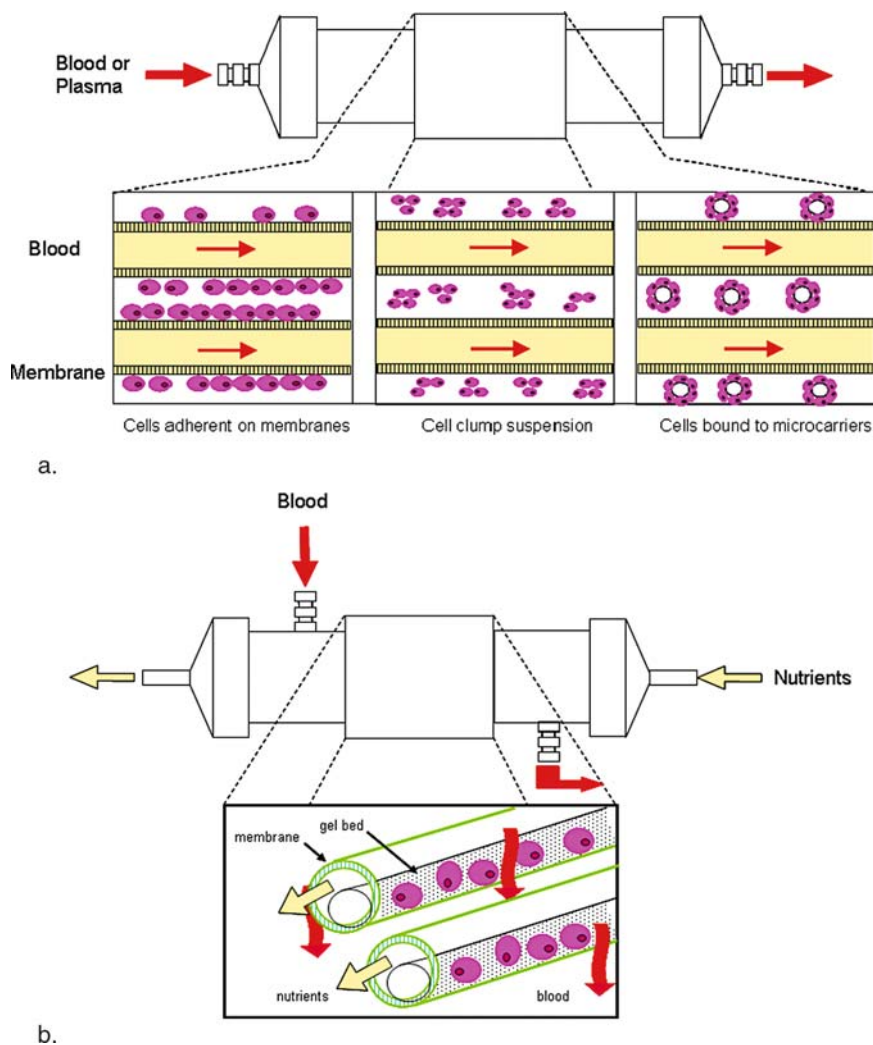 Blood or
Plasma
Blood
Membrane
Cells adherent on membranes
Cell clump suspension
Cells bound to microcarriers
a.
Blood
Nutrients
membrane
gel bed
nutrients
blood
b.